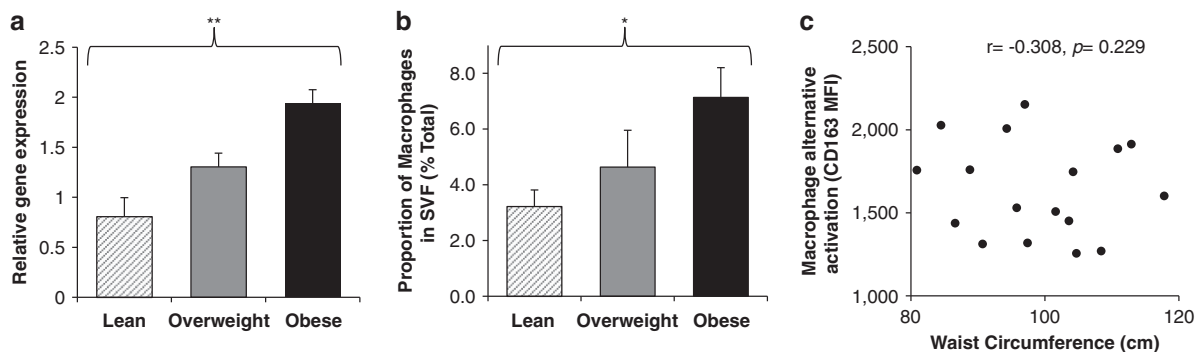 a
**
Relative gene expression
2.5
2
1.5
1
0.5
0
Lean Overweight Obese
b
*
Proportion of Macrophages
in SVF (% Total)
8.0
6.0
4.0
2.0
0.0
Lean Overweight Obese
c
r= -0.308, p= 0.229
Macrophage alternative
activation (CD163 MFI)
2,500
2,000
1,500
1,000
80 100 120
Waist Circumference (cm)